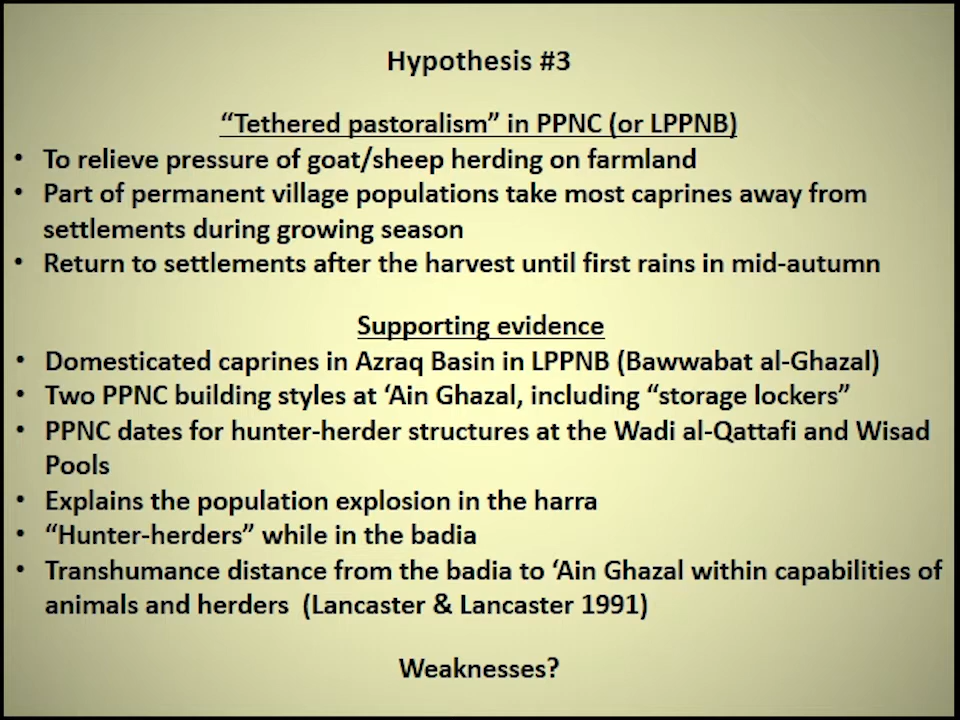 Hypothesis #3
“Tethered pastoralism” in PPNC (or LPPNB)
• To relieve pressure of goat/sheep herding on farmland
• Part of permanent village populations take most caprines away from
settlements during growing season
• Return to settlements after the harvest until first rains in mid-autumn
Supporting evidence
• Domesticated caprines in Azraq Basin in LPPNB (Bawwabat al-Ghazal)
• Two PPNC building styles at ‘Ain Ghazal, including “storage lockers”
• PPNC dates for hunter-herder structures at the Wadi al-Qattafi and Wisad
Pools
• Explains the population explosion in the harra
• “Hunter-herders” while in the badia
• Transhumance distance from the badia to ‘Ain Ghazal within capabilities of
animals and herders (Lancaster & Lancaster 1991)
Weaknesses?